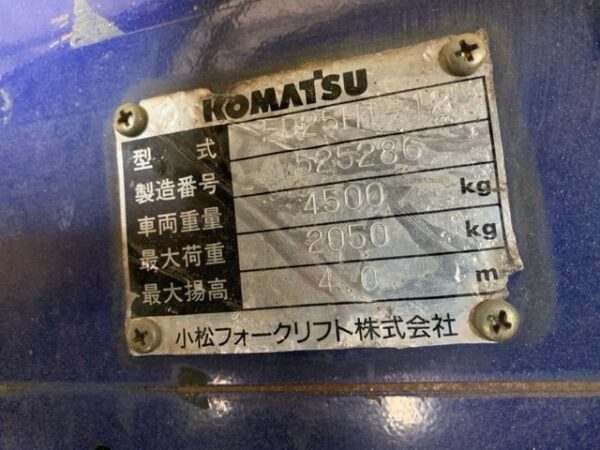 KOMATSU
型式
製造番号 525286
車両重量 4500 kg
最大荷重 2050 kg
最大揚高 4.0 m
小松フォークリフト株式会社